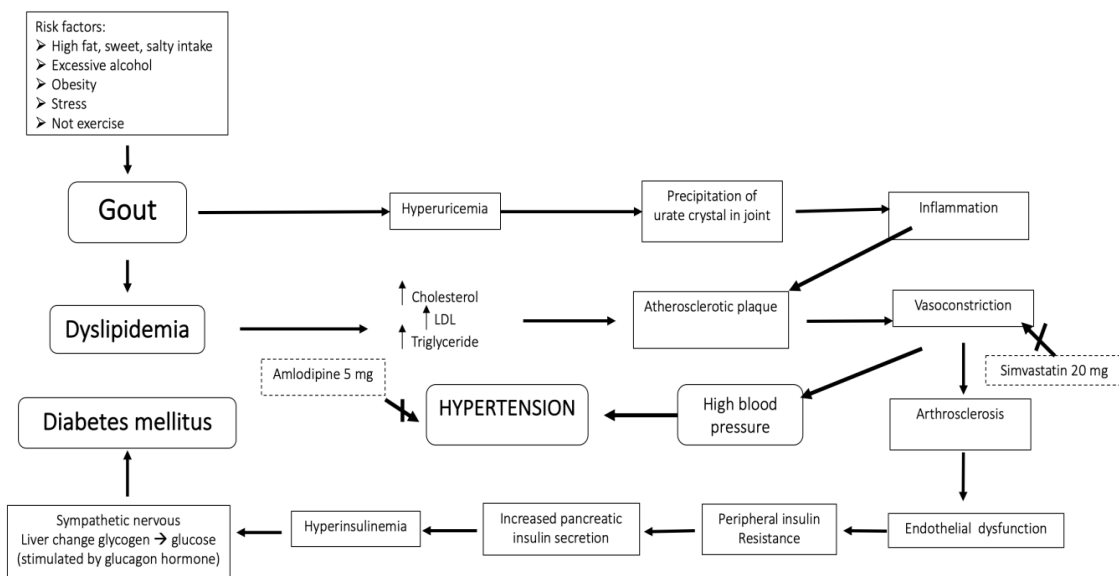 Risk factors:
➢ High fat, sweet, salty intake
➢ Excessive alcohol
➢ Obesity
➢ Stress
➢ Not exercise
Gout
Hyperuricemia
Precipitation of
urate crystal in joint
Inflammation
Dyslipidemia
↑ Cholesterol
↑ LDL
↑ Triglyceride
Atherosclerotic plaque
Vasoconstriction
Amlodipine 5 mg
Simvastatin 20 mg
Diabetes mellitus
HYPERTENSION
High blood
pressure
Arthrosclerosis
Sympathetic nervous
Liver change glycogen → glucose
(stimulated by glucagon hormone)
Hyperinsulinemia
Increased pancreatic
insulin secretion
Peripheral insulin
Resistance
Endothelial dysfunction